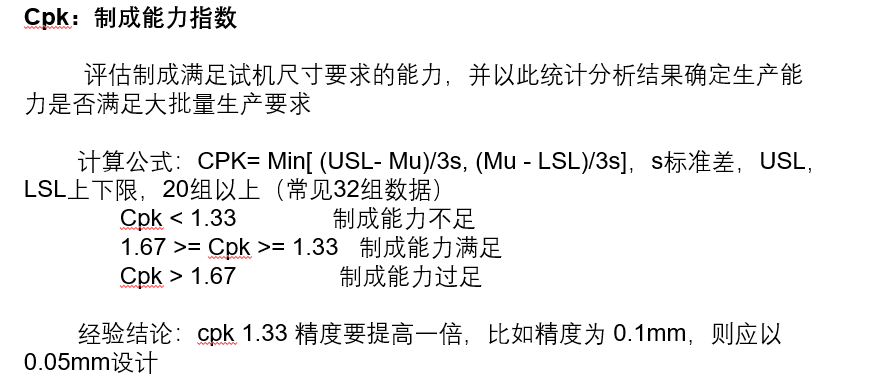 Cpk：制成能力指数
评估制成满足试机尺寸要求的能力，并以此统计分析结果确定生产能
力是否满足大批量生产要求
计算公式：CPK= Min[ (USL- Mu)/3s, (Mu - LSL)/3s]，s标准差，USL，
LSL上下限，20组以上（常见32组数据）
Cpk < 1.33 制成能力不足
1.67 >= Cpk >= 1.33 制成能力满足
Cpk > 1.67 制成能力过足
经验结论：cpk 1.33 精度要提高一倍，比如精度为 0.1mm，则应以
0.05mm设计